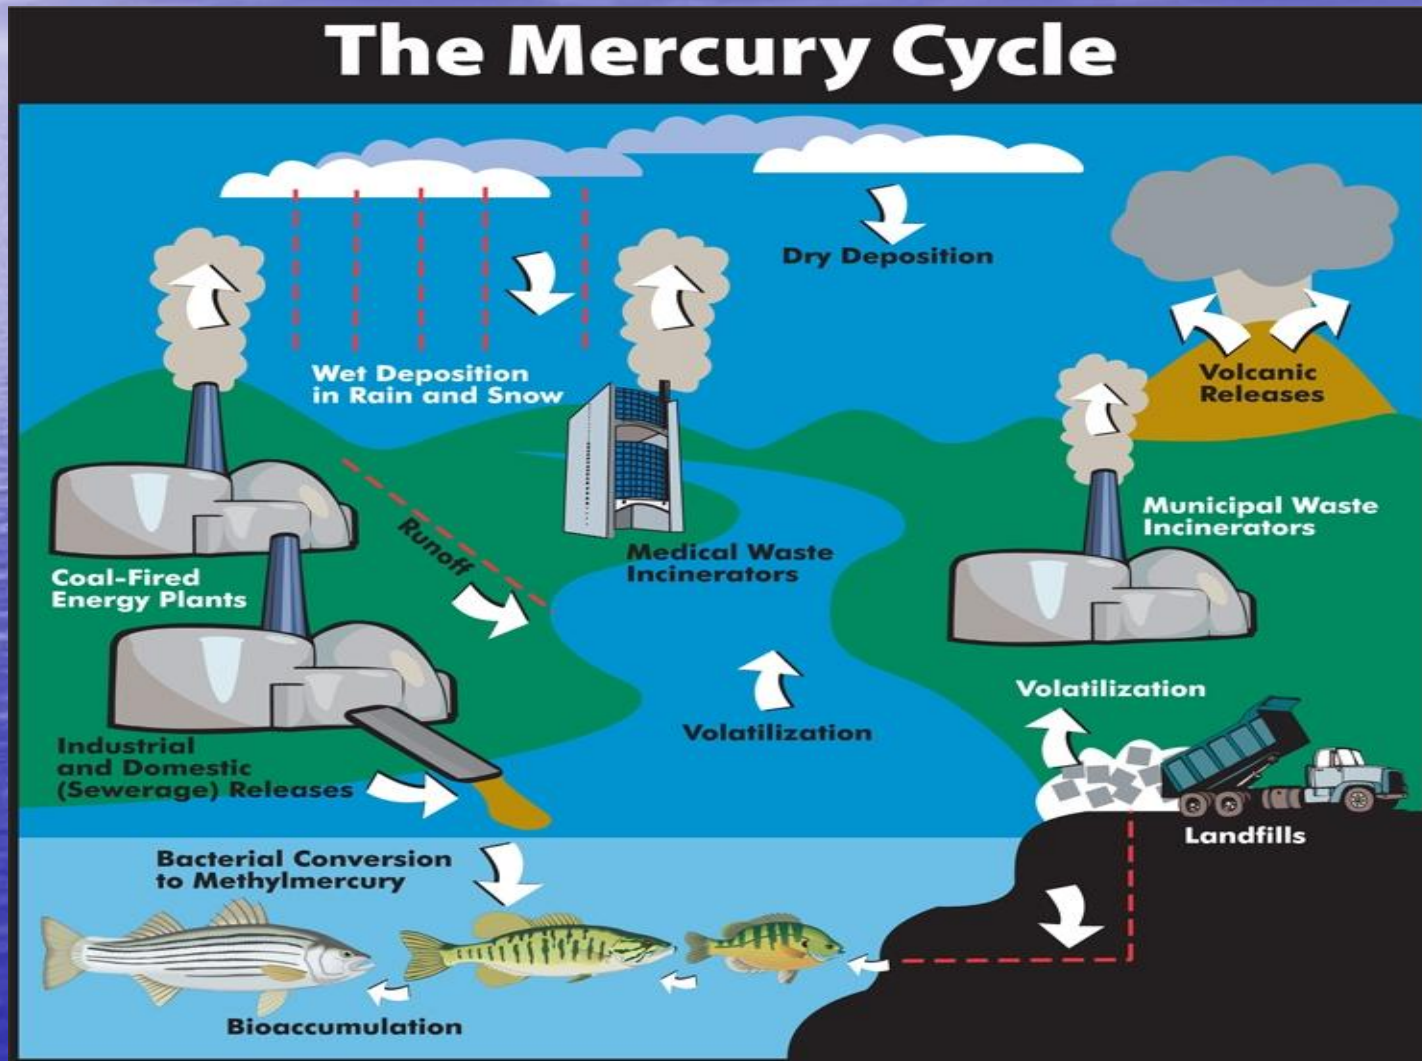 The Mercury Cycle
Dry Deposition
Wet Deposition
in Rain and Snow
Volcanic
Releases
Municipal Waste
Incinerators
Runoff
Medical Waste
Incinerators
Coal-Fired
Energy Plants
Volatilization
Volatilization
Industrial
and Domestic
(Sewerage) Releases
Landfills
Bacterial Conversion
to Methylmercury
Bioaccumulation